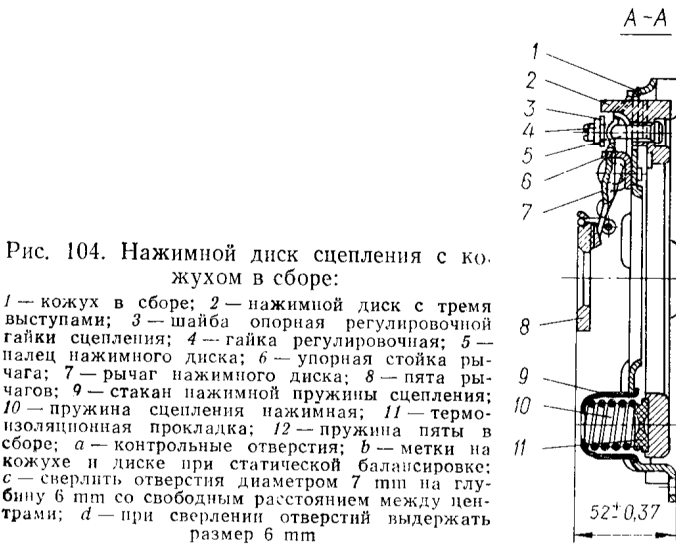 А-А
1
2
3
4
5
6
7
8
9
10
11
52±0,37
Рис. 104. Нажимной диск сцепления с ко-
жухом в сборе:
1 — кожух в сборе; 2 — нажимной диск с тремя
выступами; 3 — шайба опорная регулировочной
гайки сцепления; 4 — гайка регулировочная; 5 —
палец нажимного диска; 6 — упорная стойка ры-
чага; 7 — рычаг нажимного диска; 8 — пята ры-
чагов; 9 — стакан нажимной пружины сцепления;
10 — пружина сцепления нажимная; 11 — термо-
изоляционная прокладка; 12 — пружина пяты в
сборе; a — контрольные отверстия; b — метки на
кожухе и диске при статической балансировке;
c — сверлить отверстия диаметром 7 mm на глу-
бину 6 mm со свободным расстоянием между цен-
трами; d — при сверлении отверстий выдержать
размер 6 mm